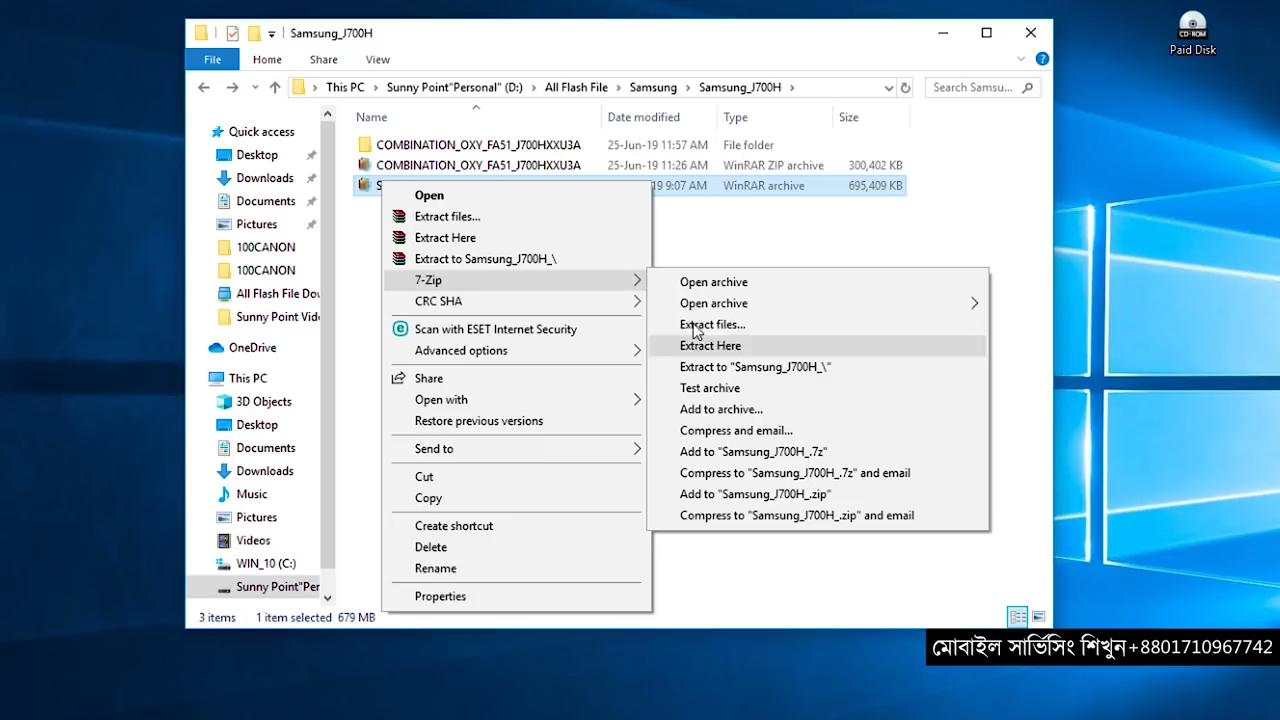 Samsung_J700H
CD-ROM
Paid Disk
File Home Share View
This PC Sunny Point"Personal" (D:) All Flash File Samsung Samsung_J700H
Search Samsu...
Name Date modified Type Size
COMBINATION_OXY_FA51_J700HXXU3A 25-Jun-19 11:57 AM File folder
COMBINATION_OXY_FA51_J700HXXU3A 25-Jun-19 11:26 AM WinRAR ZIP archive 300,402 KB
19 9:07 AM WinRAR archive 695,409 KB
Quick access
Desktop
Downloads
Documents
Pictures
100CANON
100CANON
All Flash File Do
Sunny Point Vid
OneDrive
This PC
3D Objects
Desktop
Documents
Downloads
Music
Pictures
Videos
WIN_10 (C:)
Sunny Point"Per
Open
Extract files...
Extract Here
Extract to Samsung_J700H_\
7-Zip
CRC SHA
Scan with ESET Internet Security
Advanced options
Share
Open with
Restore previous versions
Send to
Cut
Copy
Create shortcut
Delete
Rename
Properties
Open archive
Open archive
Extract files...
Extract Here
Extract to "Samsung_J700H_\"
Test archive
Add to archive...
Compress and email...
Add to "Samsung_J700H_.7z"
Compress to "Samsung_J700H_.7z" and email
Add to "Samsung_J700H_.zip"
Compress to "Samsung_J700H_.zip" and email
3 items 1 item selected 679 MB
মোবাইল সার্ভিসিং শিখুন+8801710967742